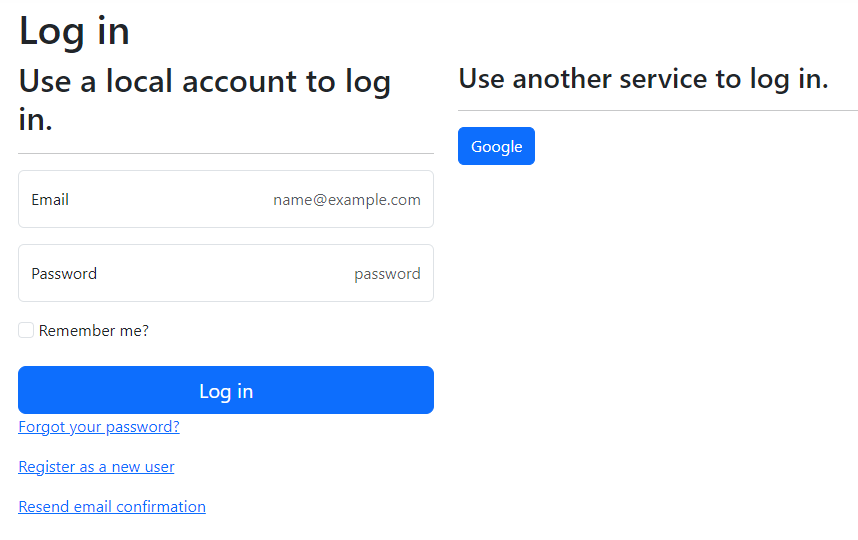 Log in
Use a local account to log
in.
Email
name@example.com
Password
password
Remember me?
Log in
Forgot your password?
Register as a new user
Resend email confirmation
Use another service to log in.
Google